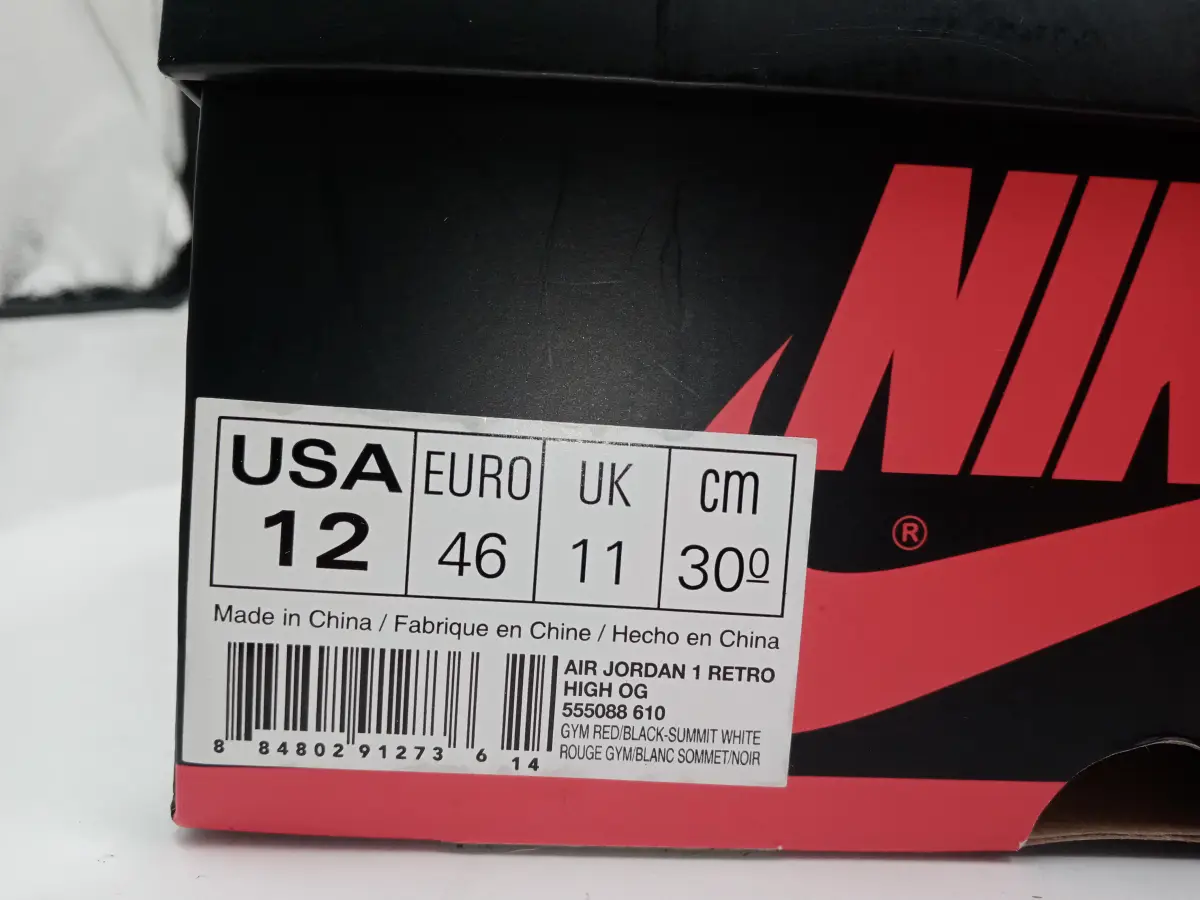 NI
®
USA EURO UK cm
12 46 11 30º
Made in China / Fabrique en Chine / Hecho en China
AIR JORDAN 1 RETRO
HIGH OG
555088 610
GYM RED/BLACK-SUMMIT WHITE
ROUGE GYM/BLANC SOMMET/NOIR
8 84802 91273 6 14